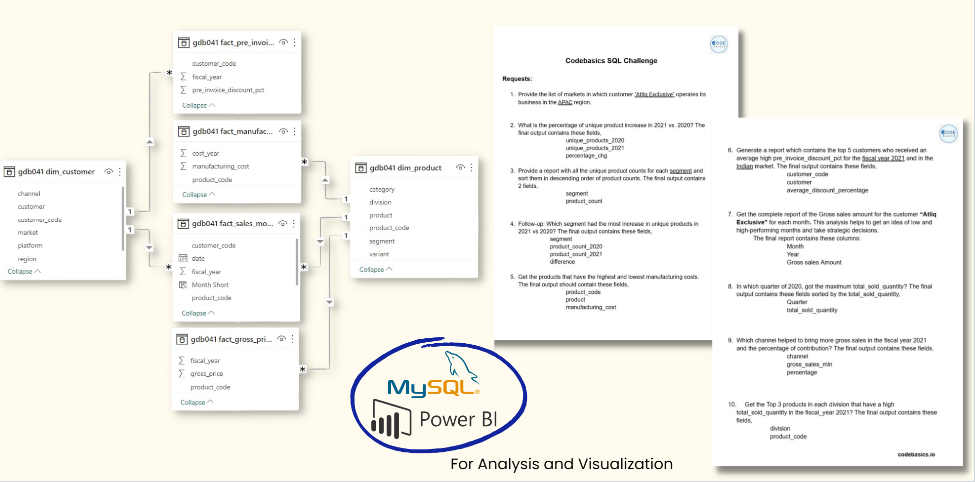 gdb041 fact_pre_invoi...
customer_code
fiscal_year
pre_invoice_discount_pct
Collapse
gdb041 fact_manufac...
cost_year
manufacturing_cost
product_code
Collapse
gdb041 dim_customer
channel
customer
customer_code
market
platform
region
Collapse
gdb041 fact_sales_mo...
customer_code
date
fiscal_year
Month Short
product_code
Collapse
gdb041 fact_gross_pri...
fiscal_year
gross_price
product_code
Collapse
gdb041 dim_product
category
division
product
product_code
segment
variant
Collapse
* 1 * 1 * * 1 1 1 *
MySQL
Power BI
For Analysis and Visualization
CODE
Codebasics SQL Challenge
Requests:
1. Provide the list of markets in which customer "Atliq Exclusive" operates its
business in the APAC region.
2. What is the percentage of unique product increase in 2021 vs. 2020? The
final output contains these fields,
unique_products_2020
unique_products_2021
percentage_chg
3. Provide a report with all the unique product counts for each segment and
sort them in descending order of product counts. The final output contains
2 fields,
segment
product_count
4. Follow-up: Which segment had the most increase in unique products in
2021 vs 2020? The final output contains these fields,
segment
product_count_2020
product_count_2021
difference
5. Get the products that have the highest and lowest manufacturing costs.
The final output should contain these fields,
product_code
product
manufacturing_cost
CODE
6. Generate a report which contains the top 5 customers who received an
average high pre_invoice_discount_pct for the fiscal year 2021 and in the
Indian market. The final output contains these fields,
customer_code
customer
average_discount_percentage
7. Get the complete report of the Gross sales amount for the customer "Atliq
Exclusive" for each month. This analysis helps to get an idea of low and
high-performing months and take strategic decisions.
The final report contains these columns:
Month
Year
Gross sales Amount
8. In which quarter of 2020, got the maximum total_sold_quantity? The final
output contains these fields sorted by the total_sold_quantity,
Quarter
total_sold_quantity
9. Which channel helped to bring more gross sales in the fiscal year 2021
and the percentage of contribution? The final output contains these fields,
channel
gross_sales_mln
percentage
10. Get the Top 3 products in each division that have a high
total_sold_quantity in the fiscal_year 2021? The final output contains these
fields,
division
product_code
codebasics.io